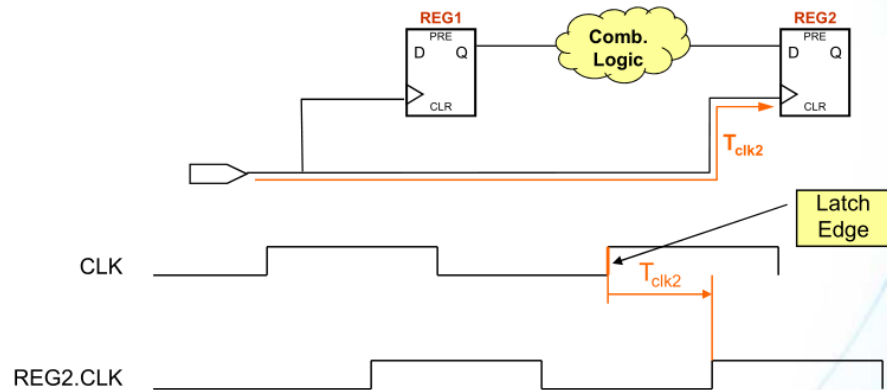 REG1
PRE
D Q
CLR
Comb.
Logic
REG2
PRE
D Q
CLR
Tclk2
Latch
Edge
CLK
Tclk2
REG2.CLK